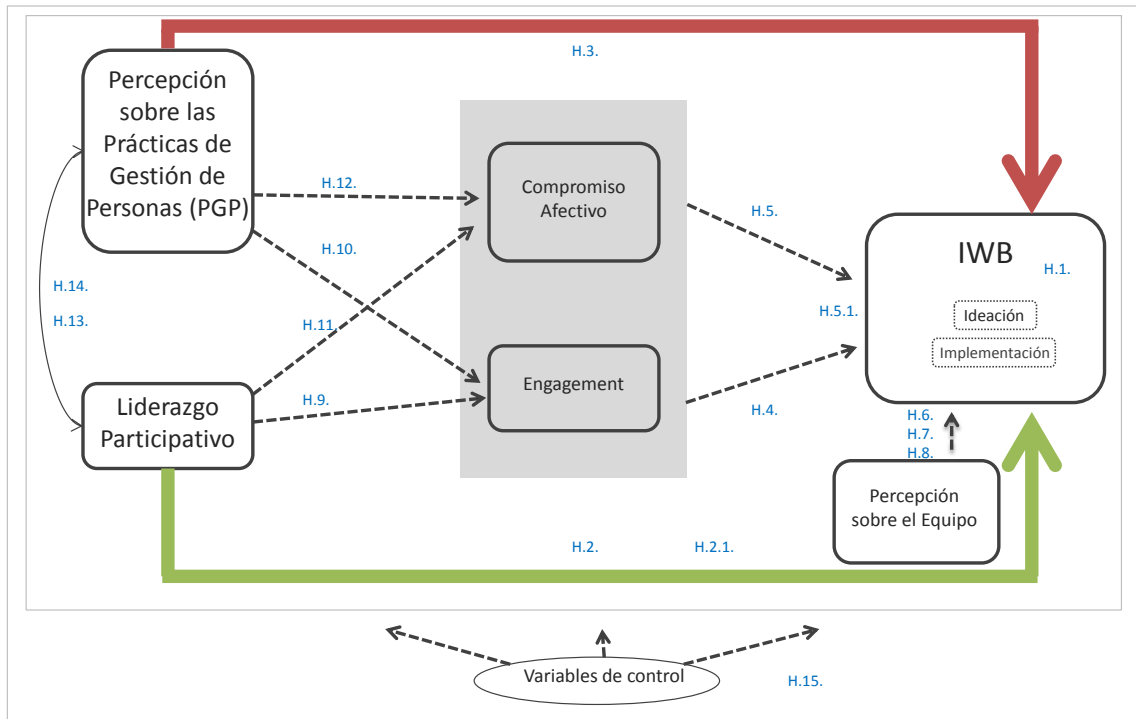 H.3.
Percepción
sobre las
Prácticas de
Gestión de
Personas (PGP)
H.12.
H.10.
Compromiso
Afectivo
H.5.
IWB
H.1.
H.14.
H.13.
H.11.
H.5.1.
Ideación
Implementación
Engagement
Liderazgo
Participativo
H.9.
H.4.
H.6.
H.7.
H.8.
Percepción
sobre el Equipo
H.2.
H.2.1.
Variables de control
H.15.